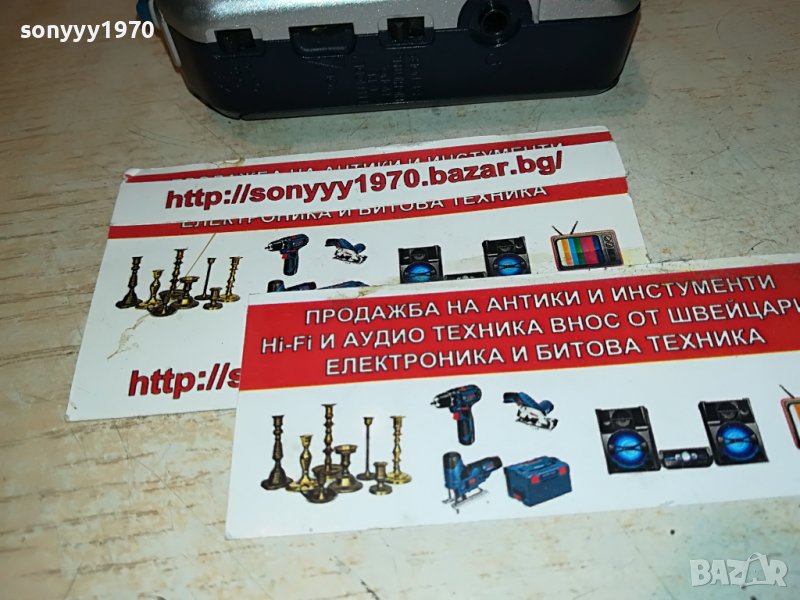 sonyyy1970
ПРОДАЖБА НА АНТИКИ И ИНСТУМЕНТИ
http://sonyyy1970.bazar.bg/
ЕЛЕКТРОНИКА И БИТОВА ТЕХНИКА
http://s
ПРОДАЖБА НА АНТИКИ И ИНСТУМЕНТИ
Hi-Fi И АУДИО ТЕХНИКА ВНОС ОТ ШВЕЙЦАРИ
ЕЛЕКТРОНИКА И БИТОВА ТЕХНИКА
BAZAR